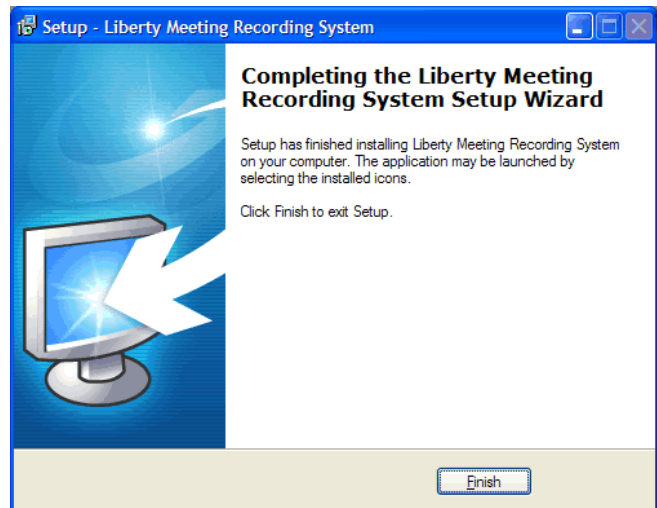 Setup - Liberty Meeting Recording System
Completing the Liberty Meeting
Recording System Setup Wizard
Setup has finished installing Liberty Meeting Recording System
on your computer. The application may be launched by
selecting the installed icons.
Click Finish to exit Setup.
Finish